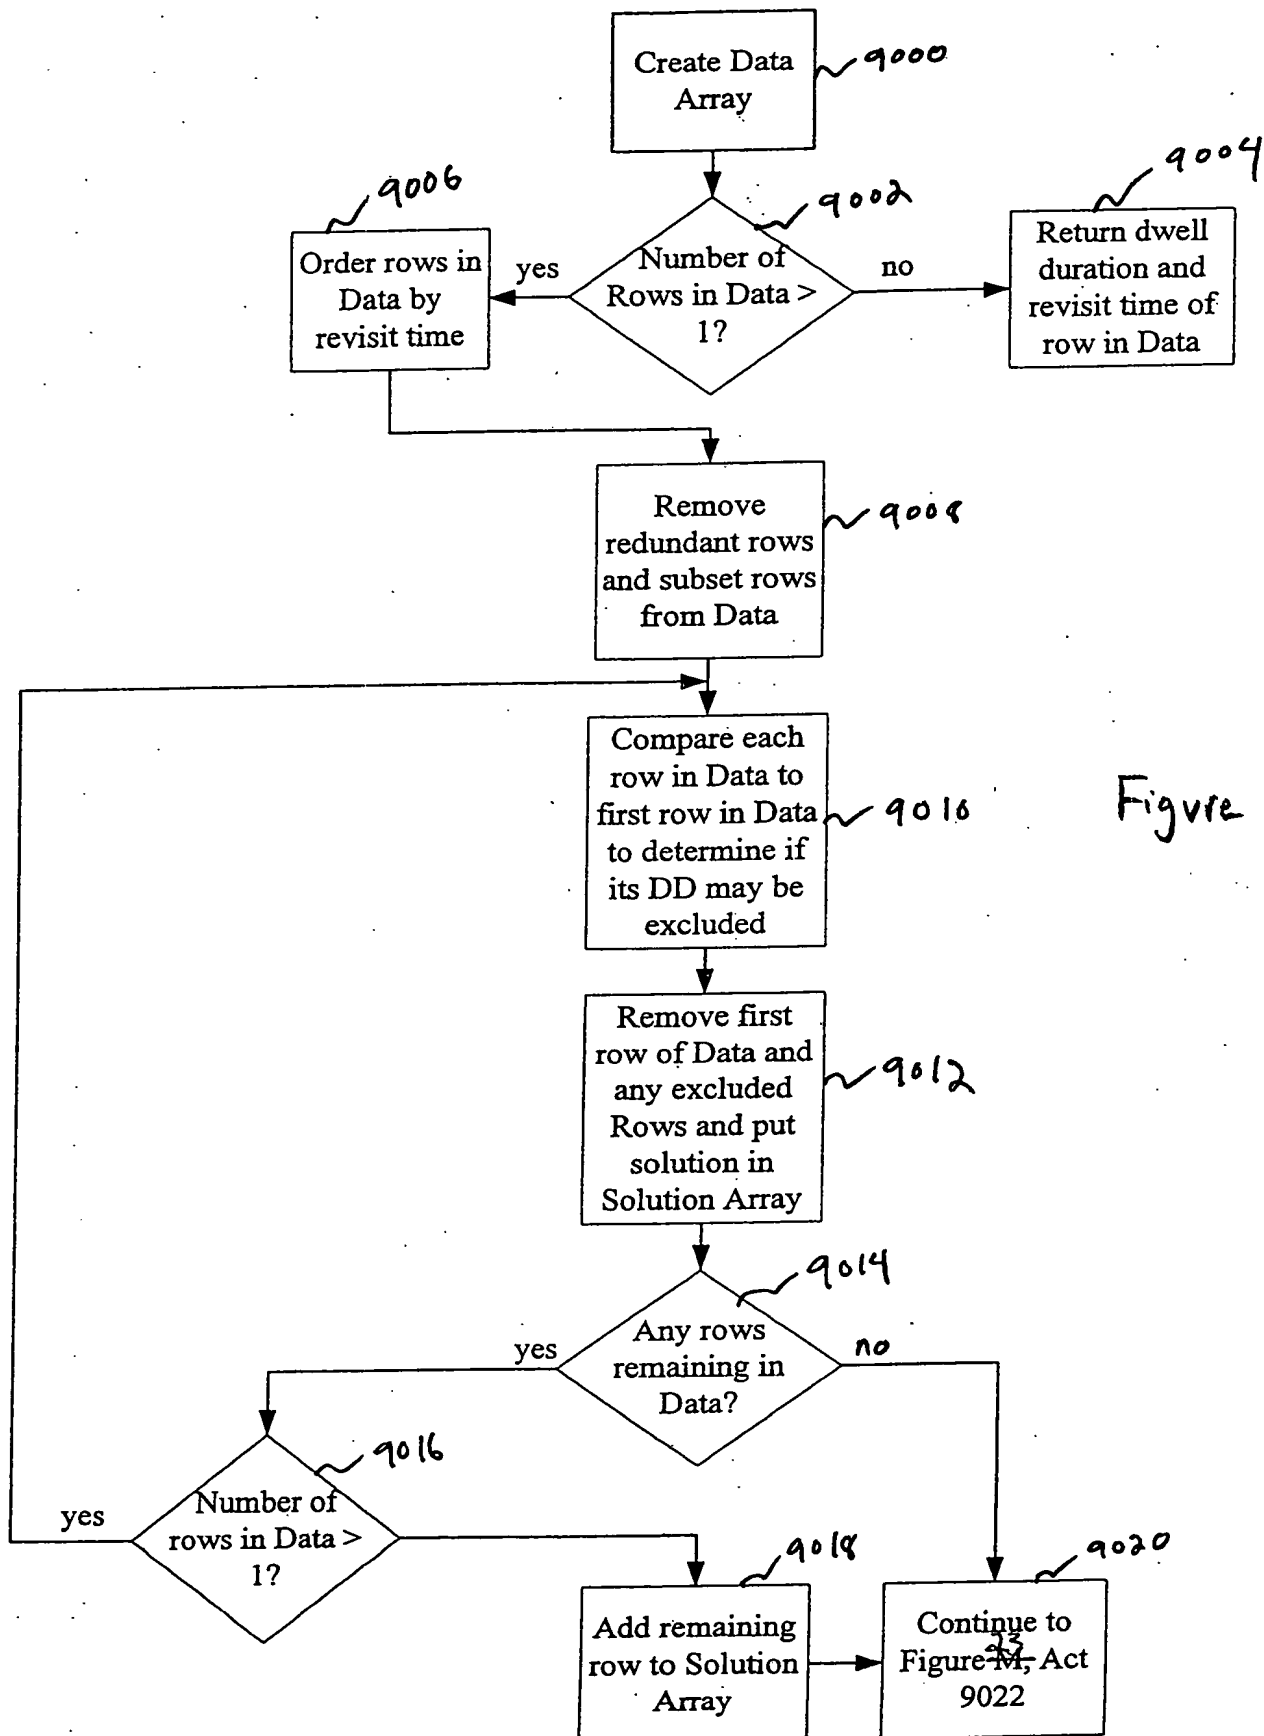 Create Data
Array
9000
9006
9002
9004
Order rows in
Data by
revisit time
yes
Number of
Rows in Data >
1?
no
Return dwell
duration and
revisit time of
row in Data
Remove
redundant rows
and subset rows
from Data
9008
Compare each
row in Data to
first row in Data
to determine if
its DD may be
excluded
9010
Figure
Remove first
row of Data and
any excluded
Rows and put
solution in
Solution Array
9012
9014
yes
Any rows
remaining in
Data?
no
9016
yes
Number of
rows in Data >
1?
9018
9020
Add remaining
row to Solution
Array
Continue to
23
Figure M, Act
9022